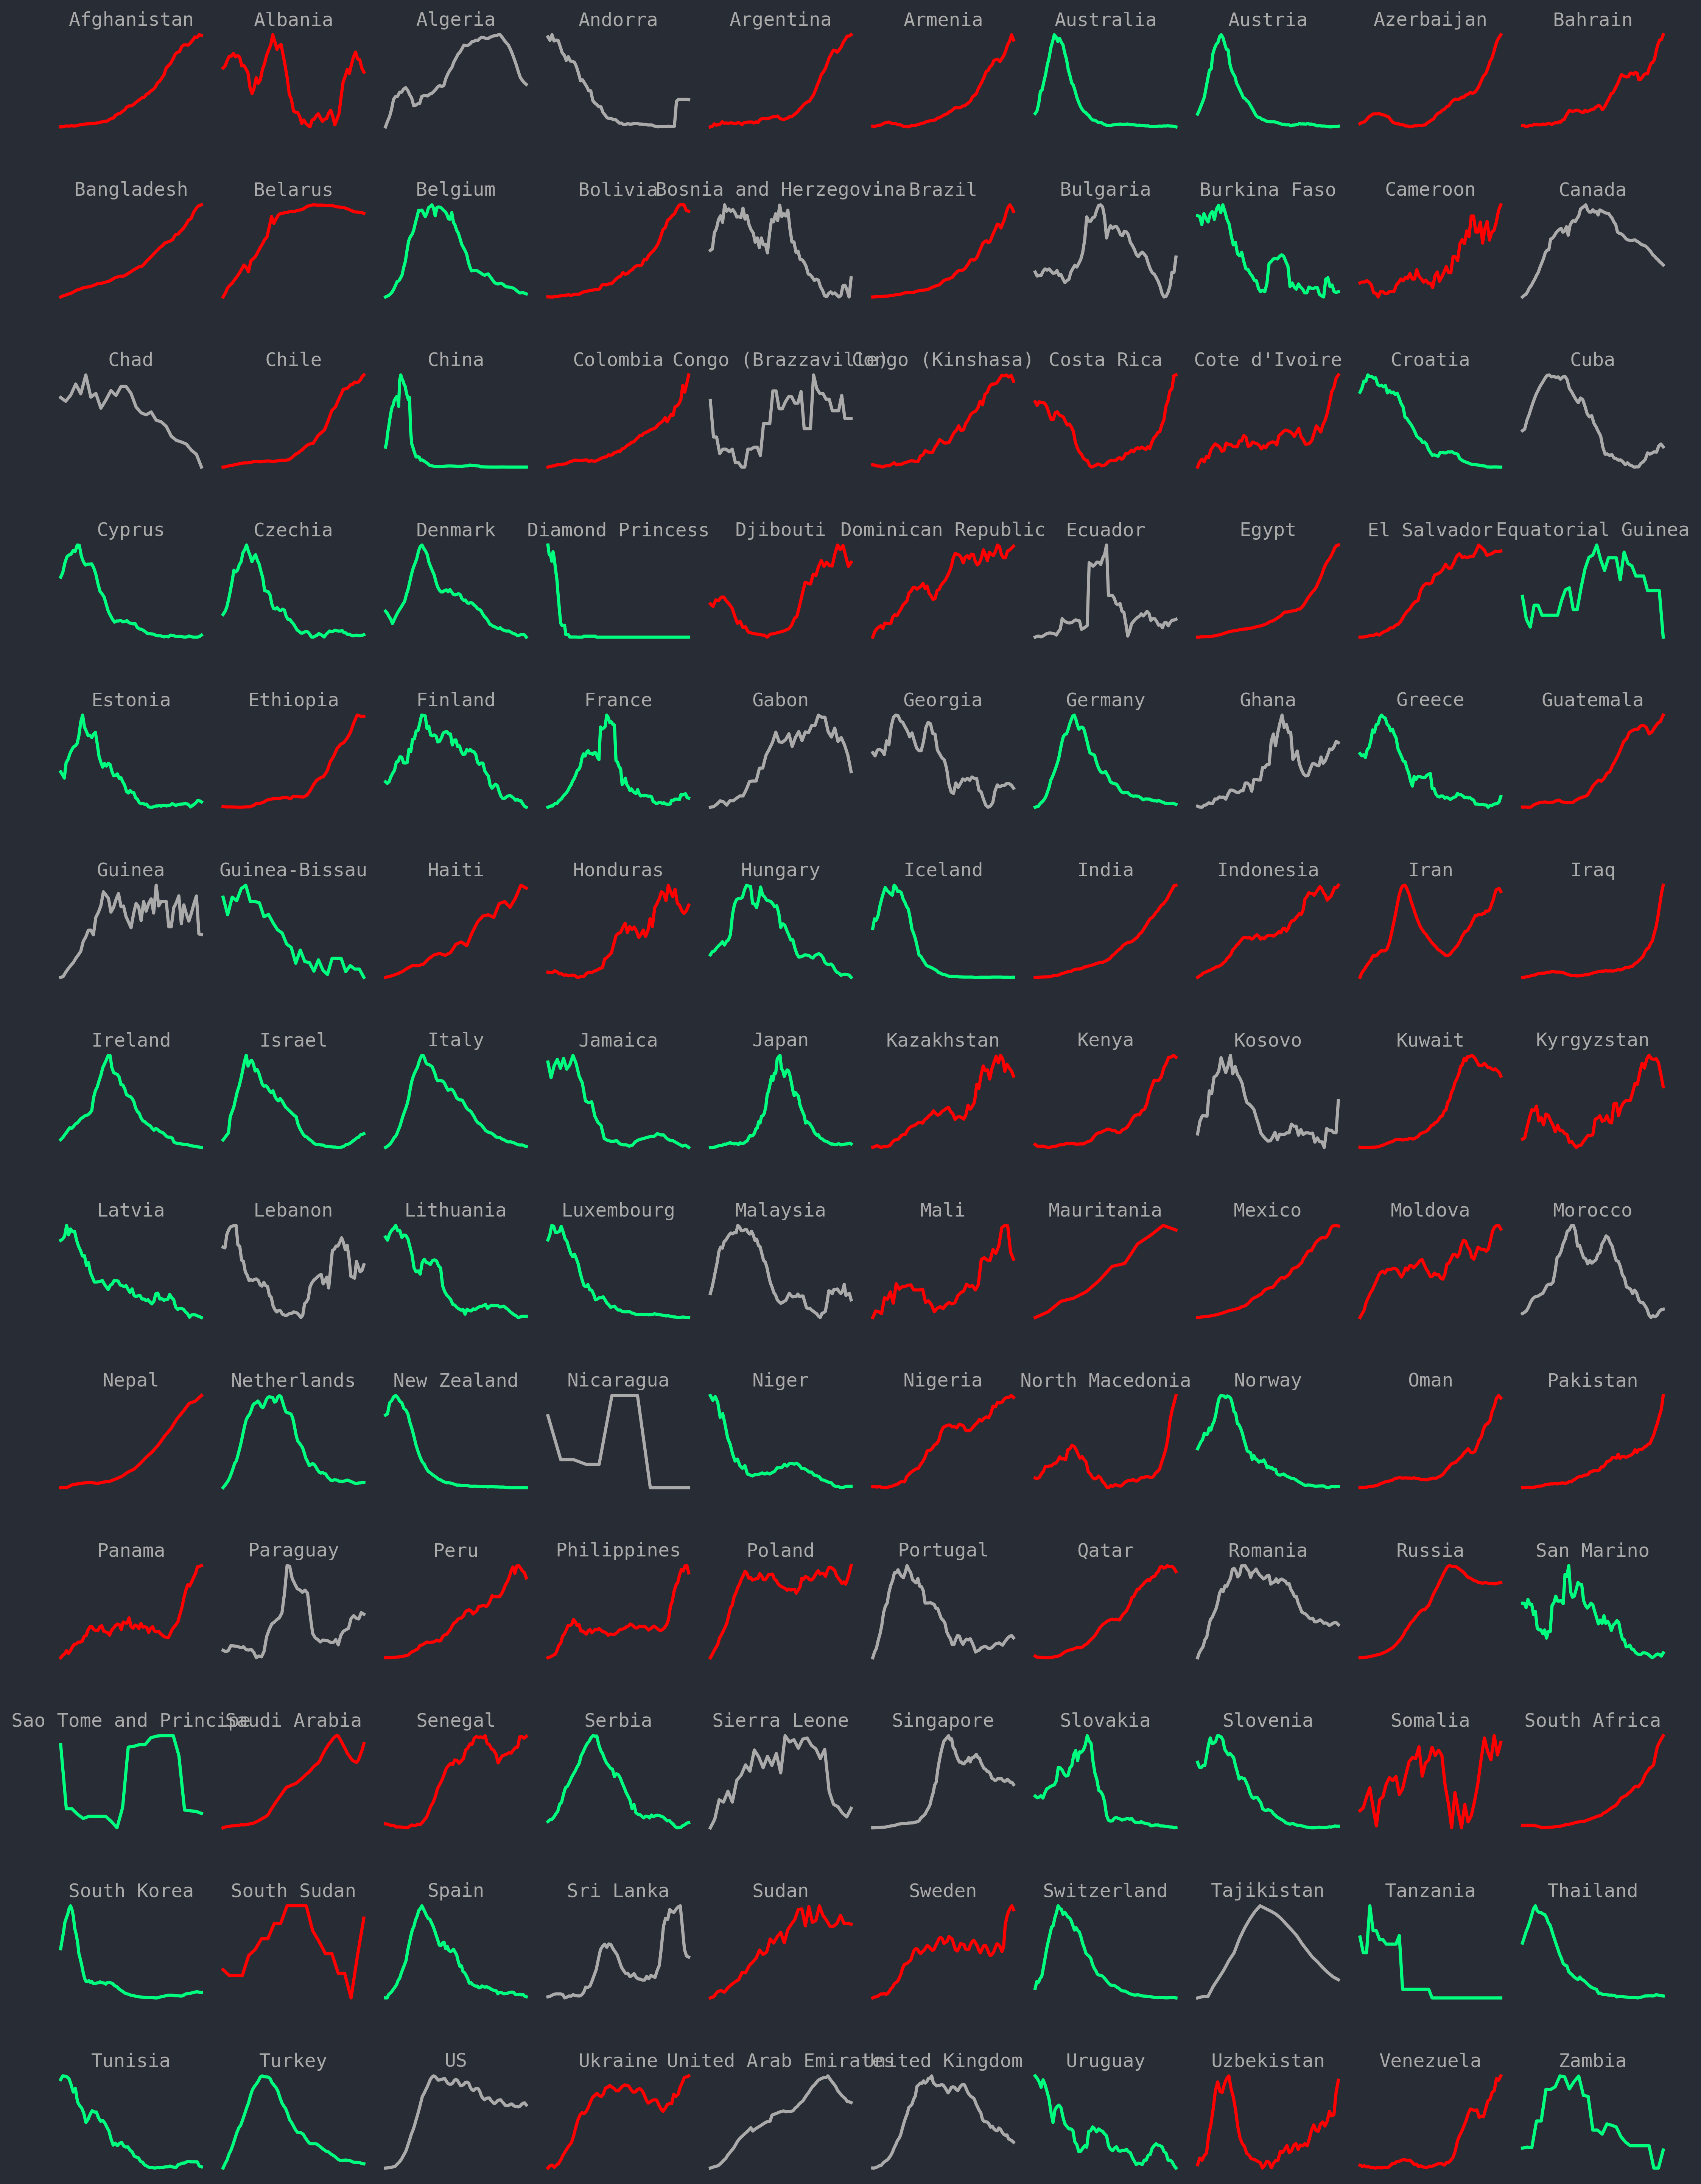 Afghanistan Albania Algeria Andorra Argentina Armenia Australia Austria Azerbaijan Bahrain
Bangladesh Belarus Belgium Bolivia Bosnia and Herzegovina Brazil Bulgaria Burkina Faso Cameroon Canada
Chad Chile China Colombia Congo (Brazzaville) Congo (Kinshasa) Costa Rica Cote d'Ivoire Croatia Cuba
Cyprus Czechia Denmark Diamond Princess Djibouti Dominican Republic Ecuador Egypt El Salvador Equatorial Guinea
Estonia Ethiopia Finland France Gabon Georgia Germany Ghana Greece Guatemala
Guinea Guinea-Bissau Haiti Honduras Hungary Iceland India Indonesia Iran Iraq
Ireland Israel Italy Jamaica Japan Kazakhstan Kenya Kosovo Kuwait Kyrgyzstan
Latvia Lebanon Lithuania Luxembourg Malaysia Mali Mauritania Mexico Moldova Morocco
Nepal Netherlands New Zealand Nicaragua Niger Nigeria North Macedonia Norway Oman Pakistan
Panama Paraguay Peru Philippines Poland Portugal Qatar Romania Russia San Marino
Sao Tome and Principe Saudi Arabia Senegal Serbia Sierra Leone Singapore Slovakia Slovenia Somalia South Africa
South Korea South Sudan Spain Sri Lanka Sudan Sweden Switzerland Tajikistan Tanzania Thailand
Tunisia Turkey US Ukraine United Arab Emirates United Kingdom Uruguay Uzbekistan Venezuela Zambia